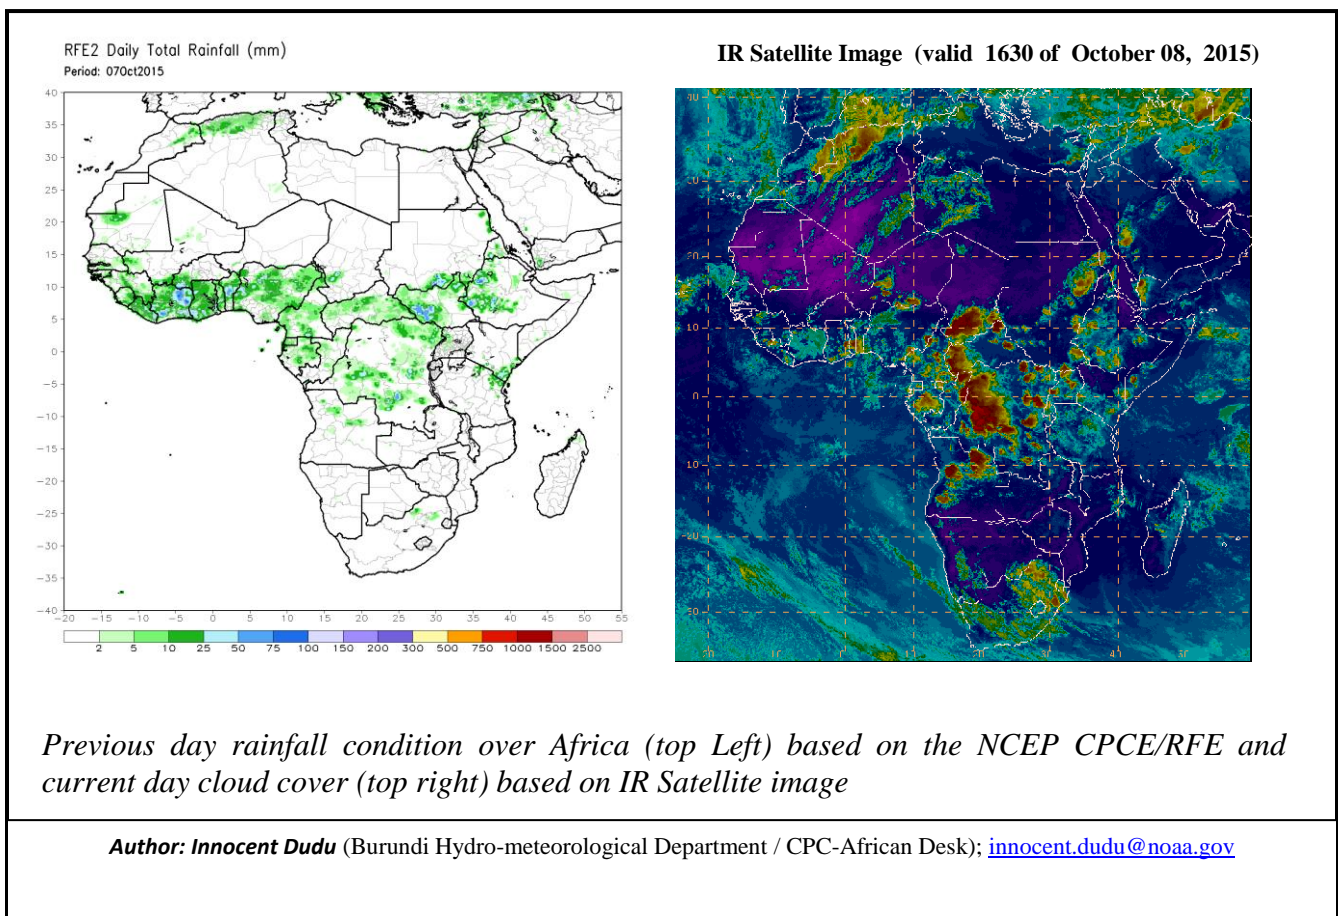 RFE2 Daily Total Rainfall (mm)
Period: 07Oct2015
40
35
30
25
20
15
10
5
0
−5
−10
−15
−20
−25
−30
−35
−40
−20 −15 −10 −5 0 5 10 15 20 25 30 35 40 45 50 55
2 5 10 25 50 75 100 150 200 300 500 750 1000 1500 2500
IR Satellite Image (valid 1630 of October 08, 2015)
20
10
0
10
20
Previous day rainfall condition over Africa (top Left) based on the NCEP CPCE/RFE and
current day cloud cover (top right) based on IR Satellite image
Author: Innocent Dudu (Burundi Hydro-meteorological Department / CPC-African Desk); innocent.dudu@noaa.gov